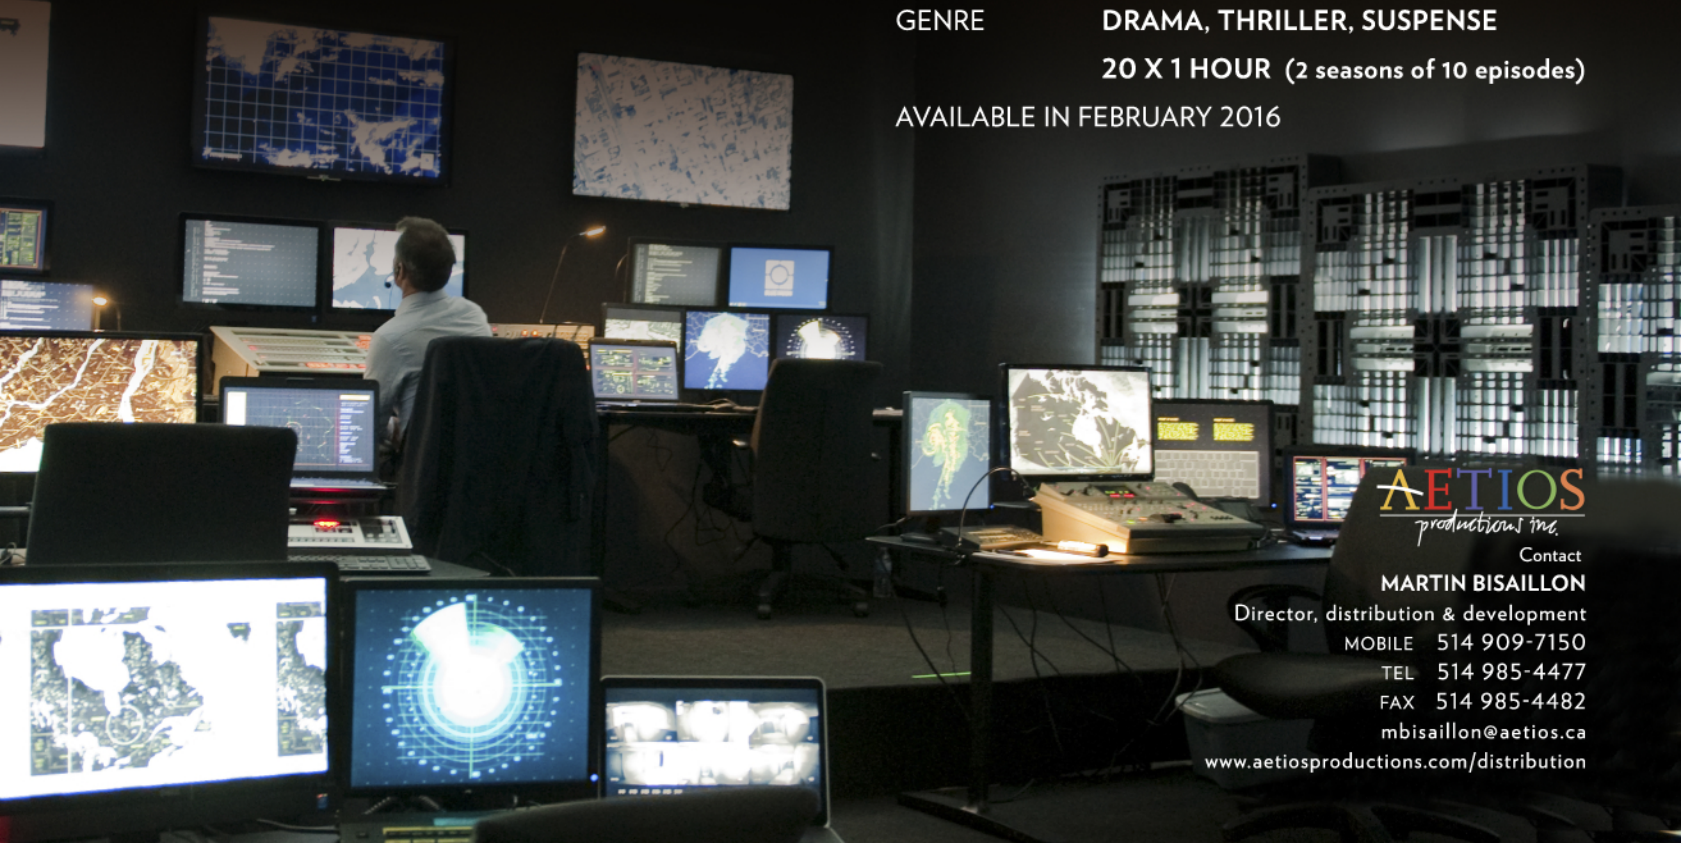 GENRE DRAMA, THRILLER, SUSPENSE
20 X 1 HOUR (2 seasons of 10 episodes)
AVAILABLE IN FEBRUARY 2016
AETIOS
productions inc.
Contact
MARTIN BISAILLON
Director, distribution & development
MOBILE 514 909-7150
TEL 514 985-4477
FAX 514 985-4482
mbisaillon@aetios.ca
www.aetiosproductions.com/distribution